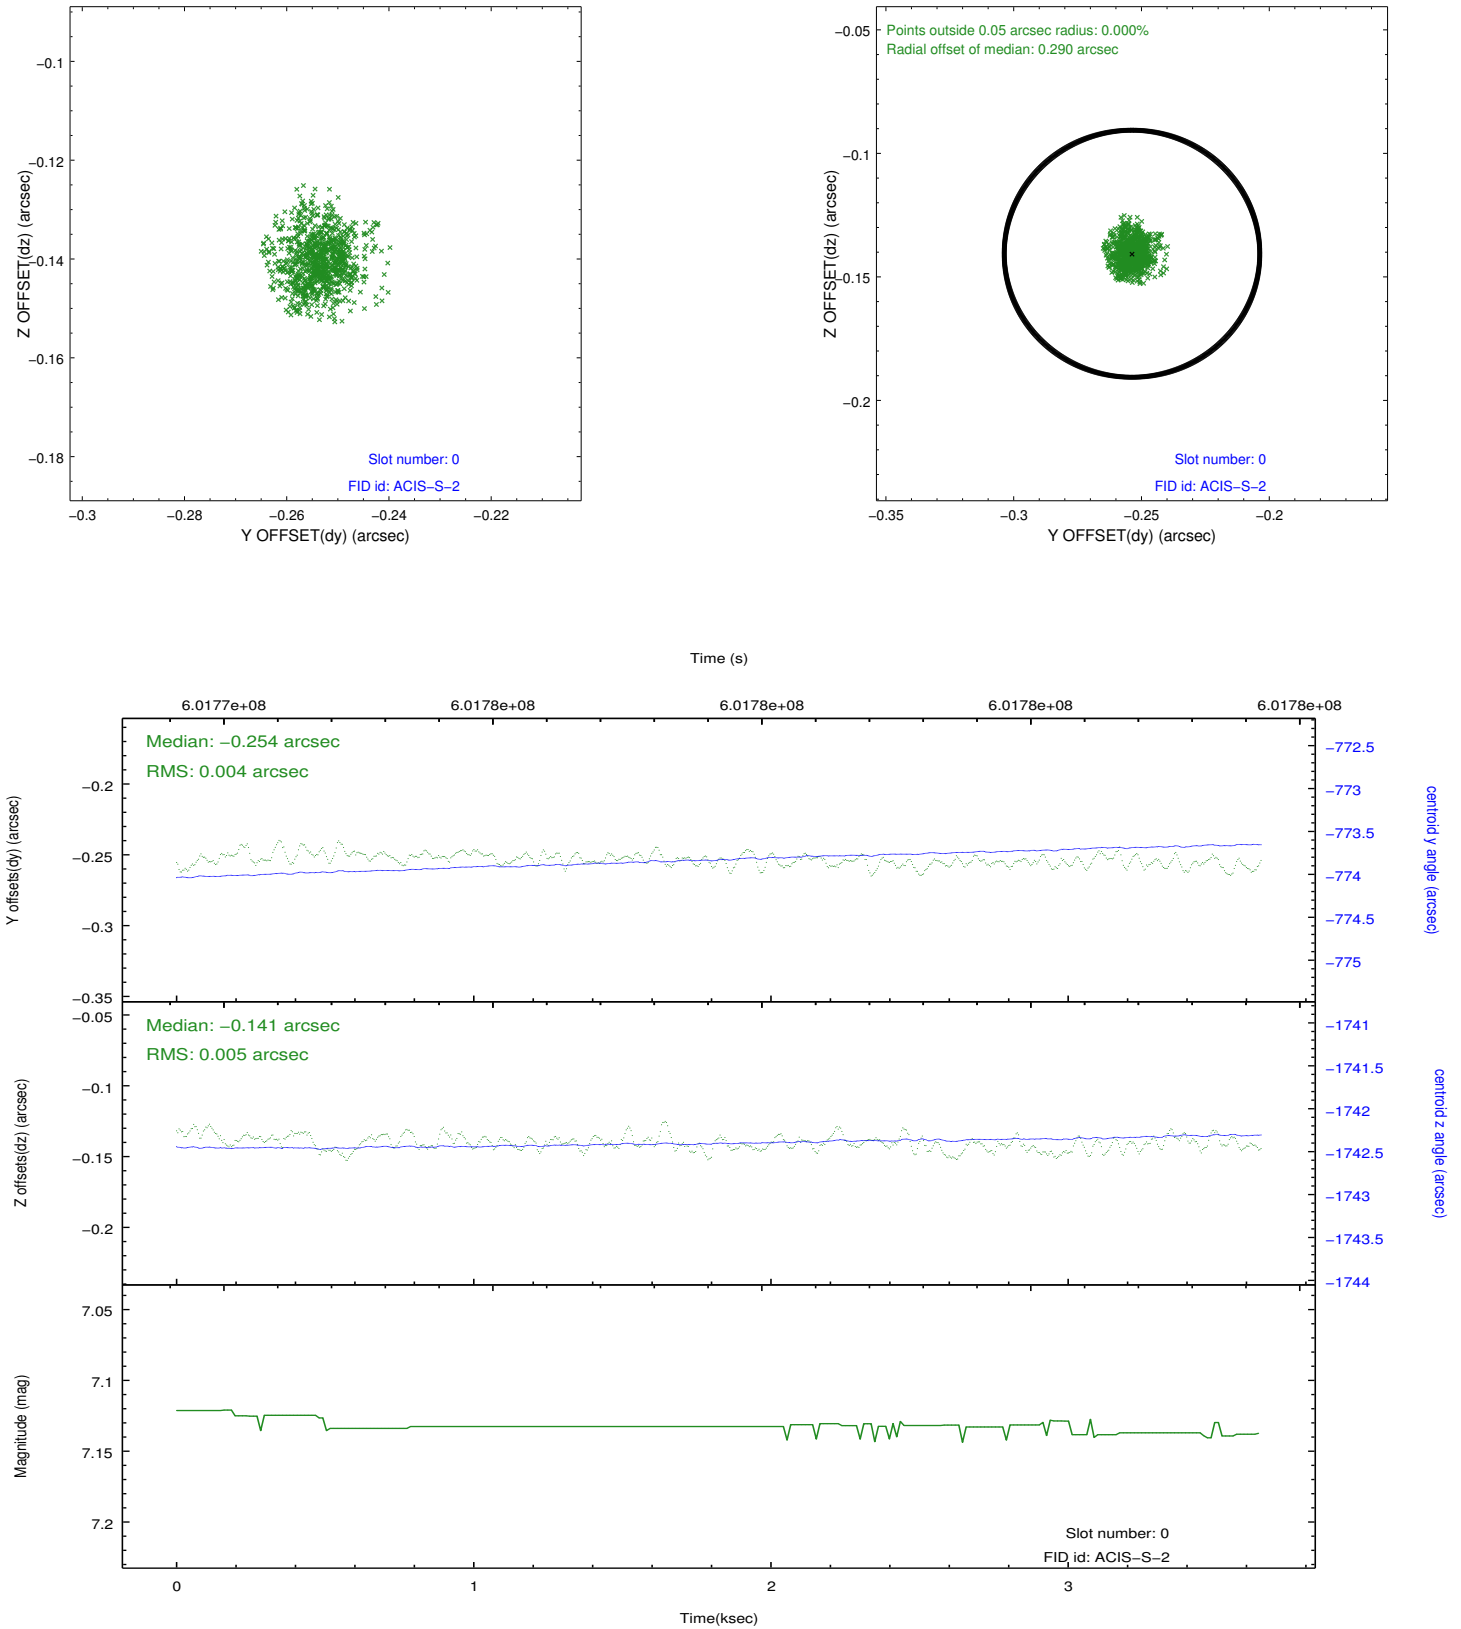 −0.1
−0.12
−0.14
−0.16
−0.18
Z OFFSET(dz) (arcsec)
Slot number: 0
FID id: ACIS−S−2
−0.3
−0.28
−0.26
−0.24
−0.22
Y OFFSET(dy) (arcsec)
Points outside 0.05 arcsec radius: 0.000%
Radial offset of median: 0.290 arcsec
−0.05
−0.1
−0.15
−0.2
Z OFFSET(dz) (arcsec)
Slot number: 0
FID id: ACIS−S−2
−0.35
−0.3
−0.25
−0.2
Y OFFSET(dy) (arcsec)
Time (s)
6.0177e+08
6.0178e+08
6.0178e+08
6.0178e+08
6.0178e+08
Median: −0.254 arcsec
RMS: 0.004 arcsec
−0.2
−0.25
−0.3
−0.35
Y offsets(dy) (arcsec)
−772.5
−773
−773.5
−774
−774.5
−775
centroid y angle (arcsec)
Median: −0.141 arcsec
RMS: 0.005 arcsec
−0.05
−0.1
−0.15
−0.2
Z offsets(dz) (arcsec)
−1741
−1741.5
−1742
−1742.5
−1743
−1743.5
−1744
centroid z angle (arcsec)
7.05
7.1
7.15
7.2
Magnitude (mag)
Slot number: 0
FID id: ACIS−S−2
0
1
2
3
Time(ksec)